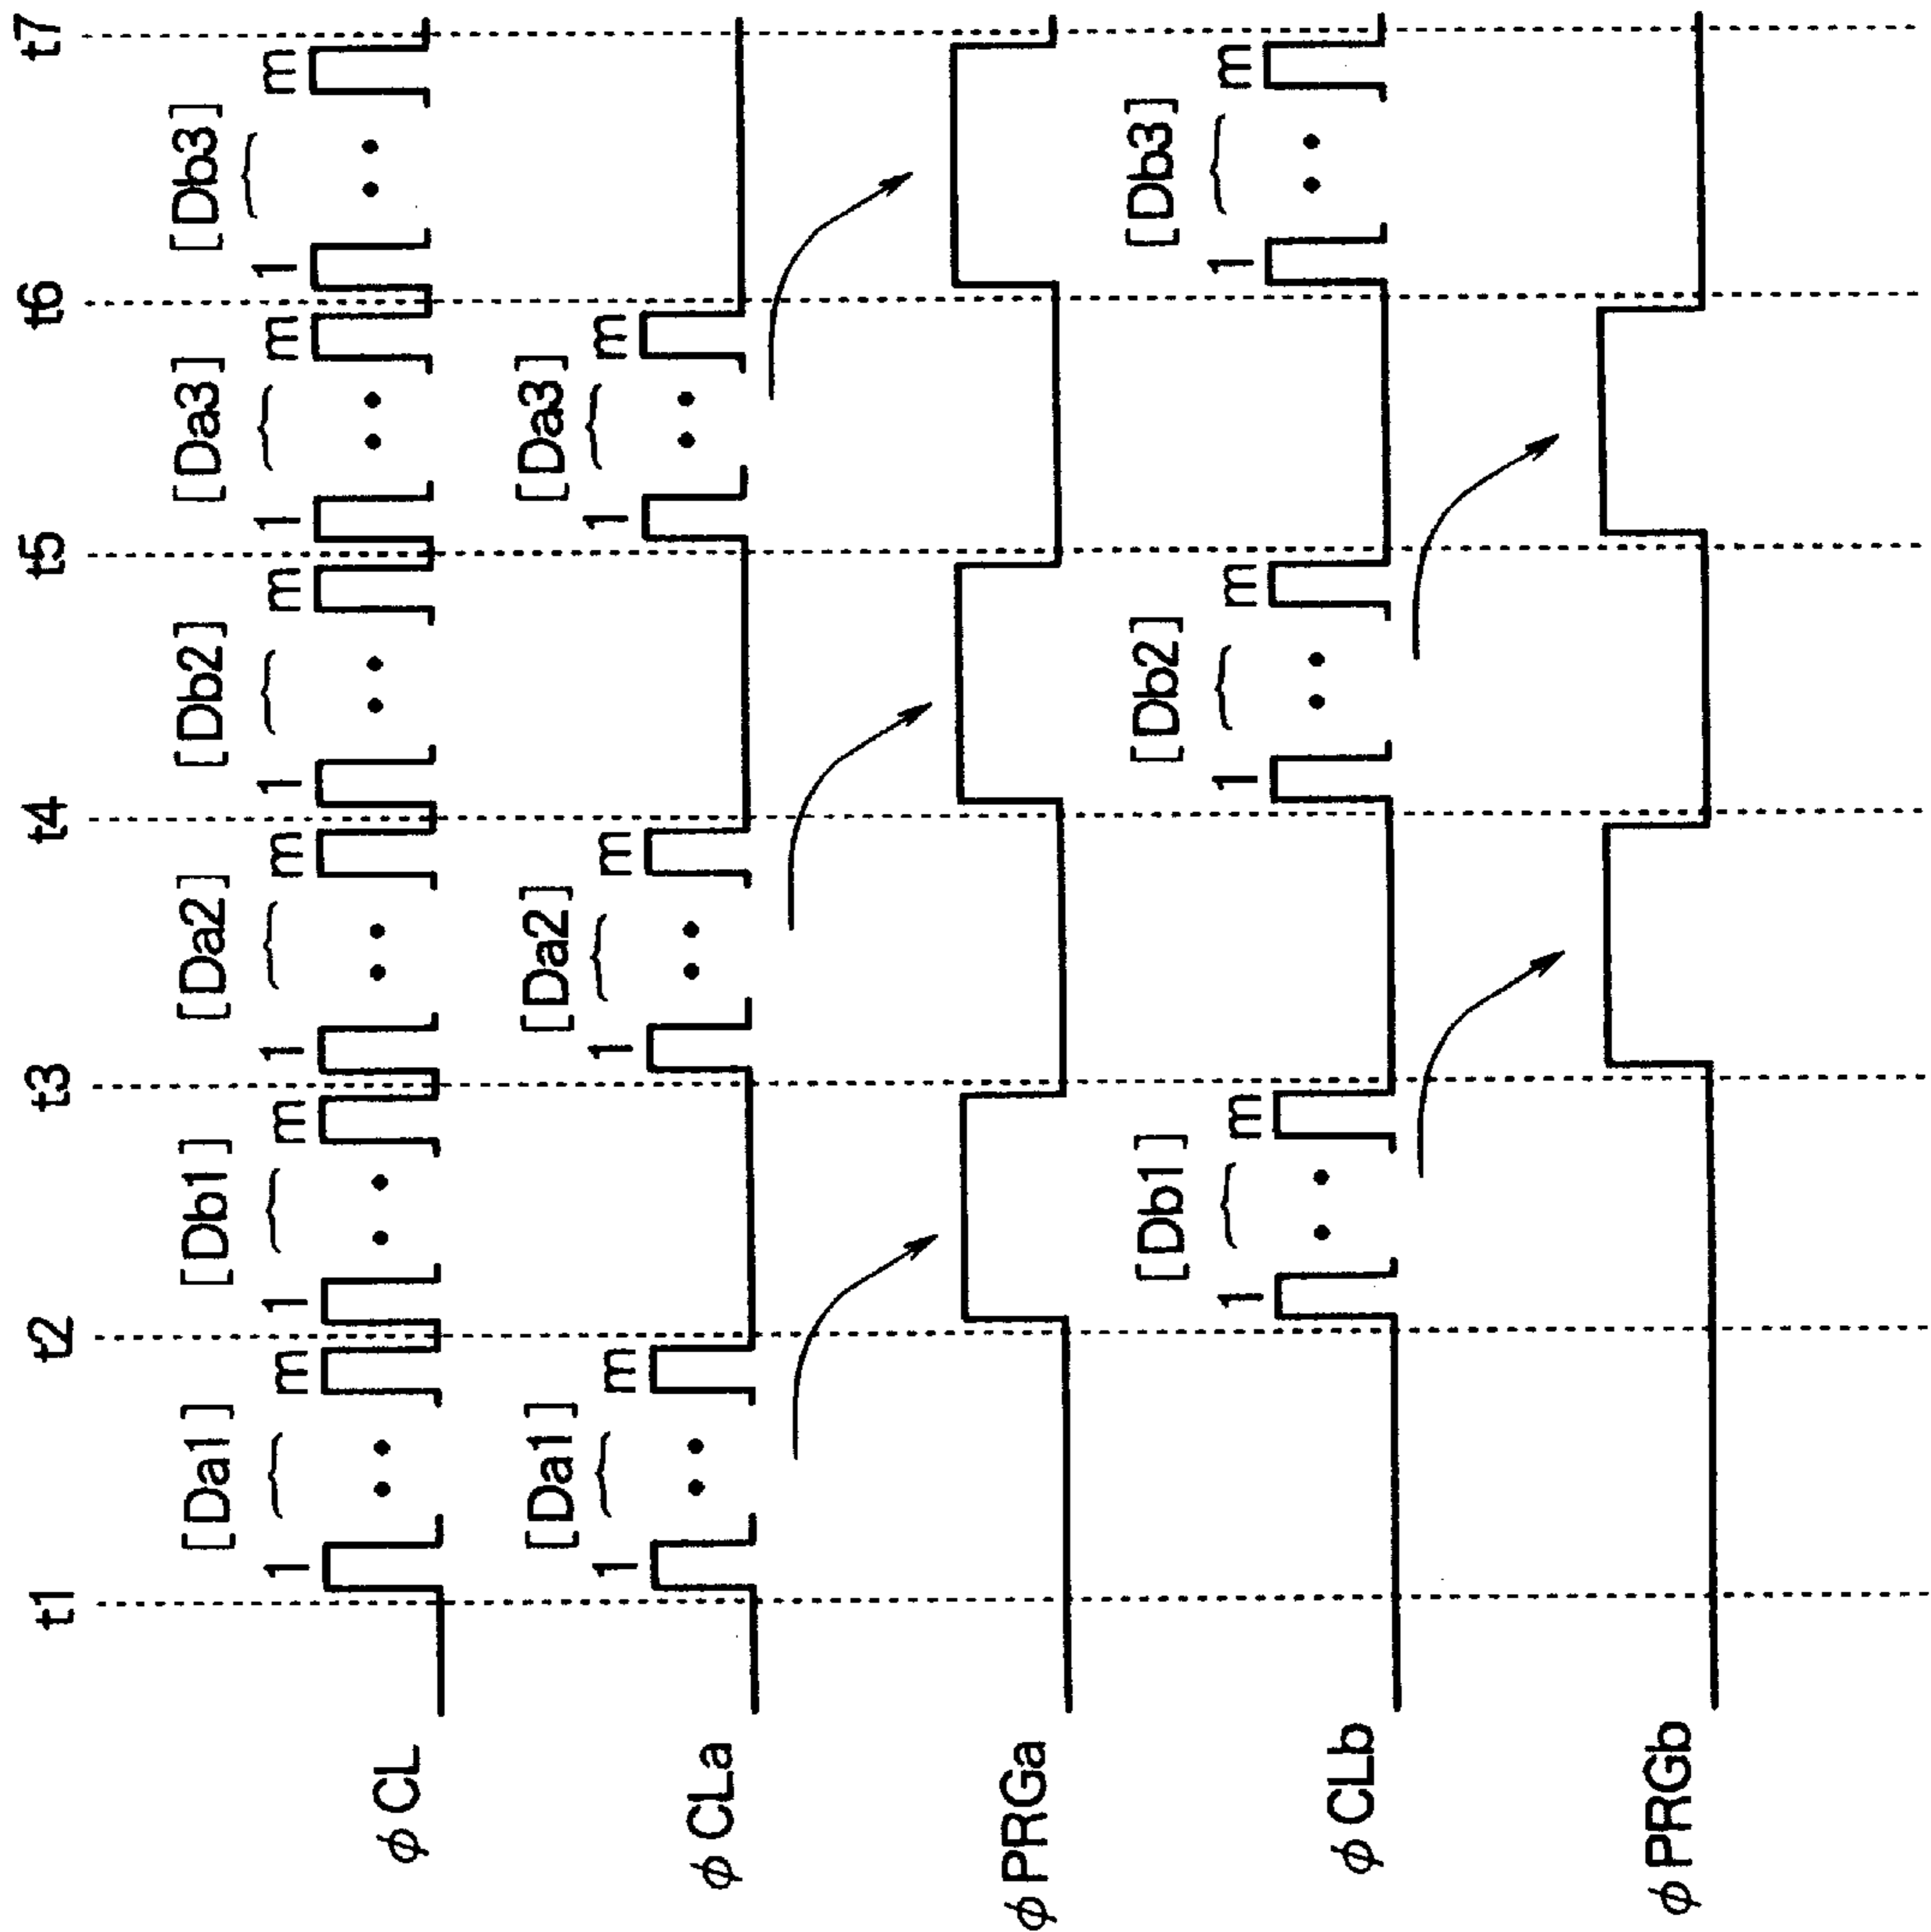 t1 t2 t3 t4 t5 t6 t7
[Da1] [Db1] [Da2] [Db2] [Da3] [Db3]
φCL 1 m 1 m 1 m 1 m 1 m 1 m
[Da1] [Da2] [Da3]
φCLa 1 m 1 m 1 m
φPRGa
[Db1] [Db2] [Db3]
φCLb 1 m 1 m 1 m
φPRGb